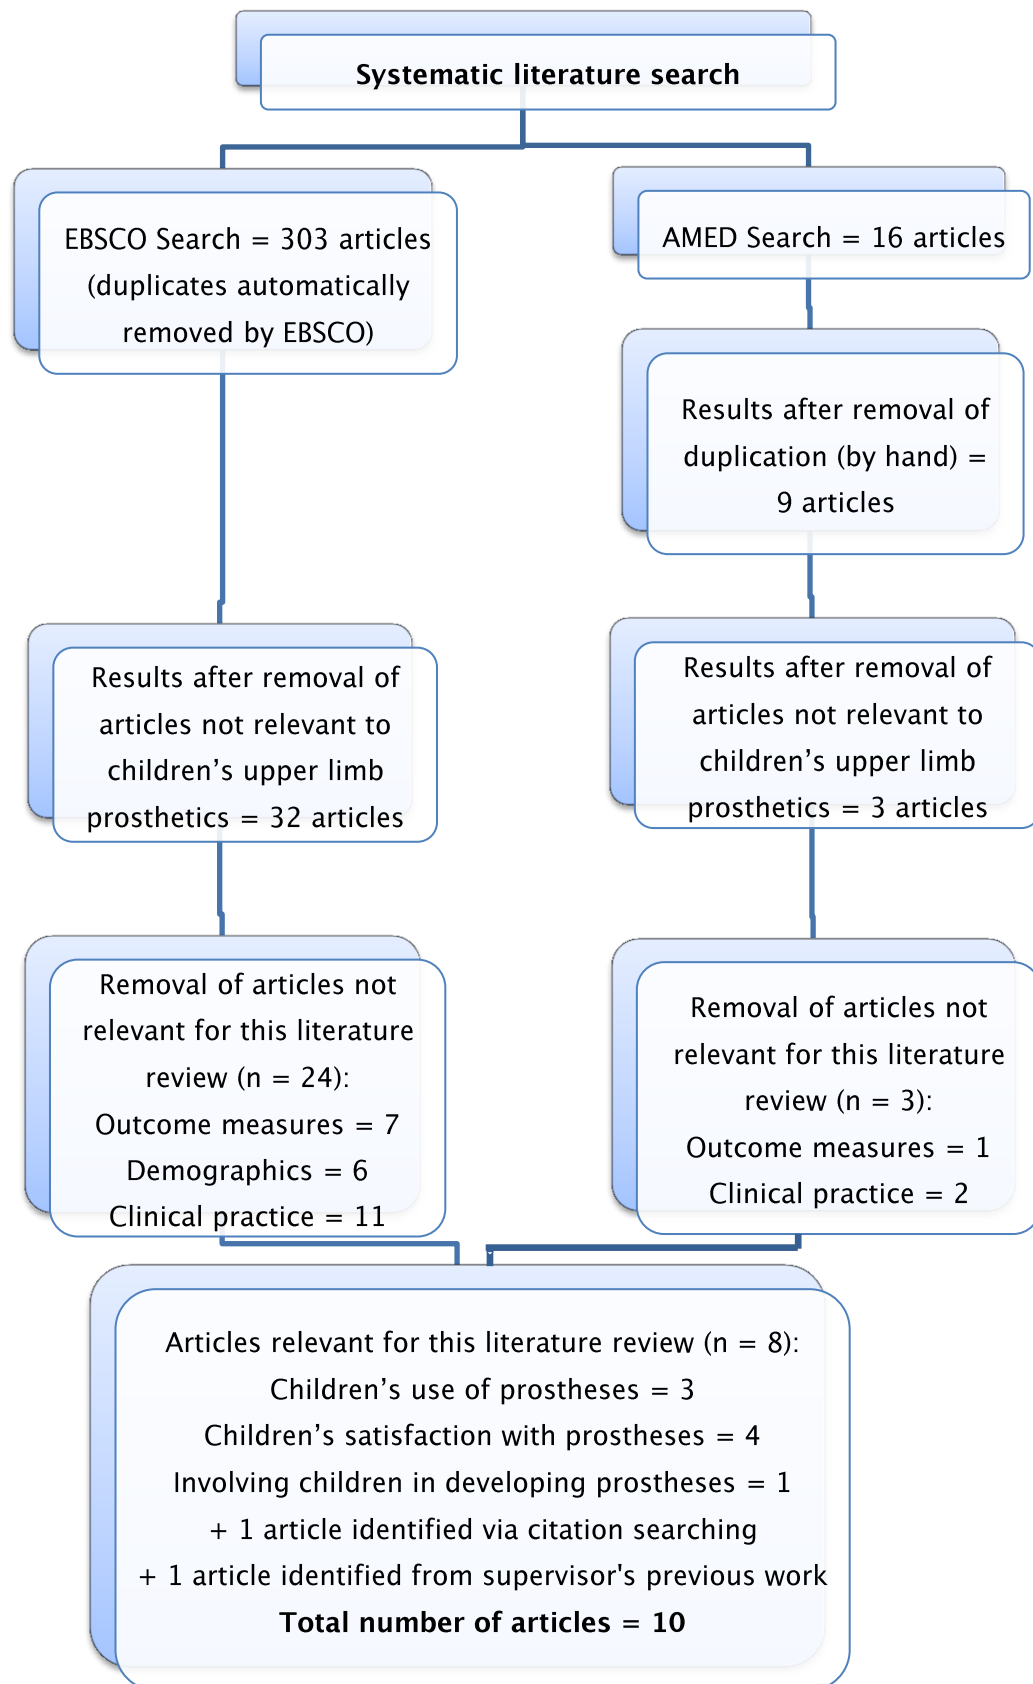 Systematic literature search
EBSCO Search = 303 articles
(duplicates automatically
removed by EBSCO)
AMED Search = 16 articles
Results after removal of
duplication (by hand) =
9 articles
Results after removal of
articles not relevant to
children’s upper limb
prosthetics = 32 articles
Results after removal of
articles not relevant to
children’s upper limb
prosthetics = 3 articles
Removal of articles not
relevant for this literature
review (n = 24):
Outcome measures = 7
Demographics = 6
Clinical practice = 11
Removal of articles not
relevant for this literature
review (n = 3):
Outcome measures = 1
Clinical practice = 2
Articles relevant for this literature review (n = 8):
Children’s use of prostheses = 3
Children’s satisfaction with prostheses = 4
Involving children in developing prostheses = 1
+ 1 article identified via citation searching
+ 1 article identified from supervisor's previous work
Total number of articles = 10